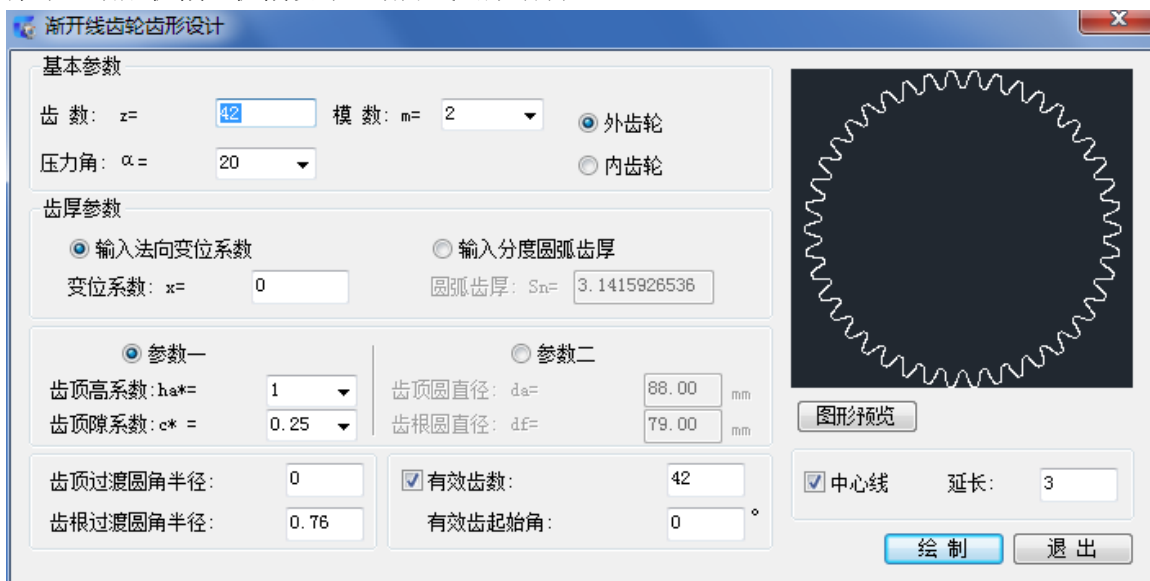 渐开线齿轮齿形设计
基本参数
齿 数: z= 42 模 数: m= 2 外齿轮
压力角: α= 20 内齿轮
齿厚参数
输入法向变位系数 输入分度圆弧齿厚
变位系数: x= 0 圆弧齿厚: Sn= 3.1415926536
参数一 参数二
齿顶高系数:ha*= 1 齿顶圆直径: da= 88.00 mm
齿顶隙系数:c* = 0.25 齿根圆直径: df= 79.00 mm
图形预览
齿顶过渡圆角半径: 0 有效齿数: 42 中心线 延长: 3
齿根过渡圆角半径: 0.76 有效齿起始角: 0 °
绘 制 退 出